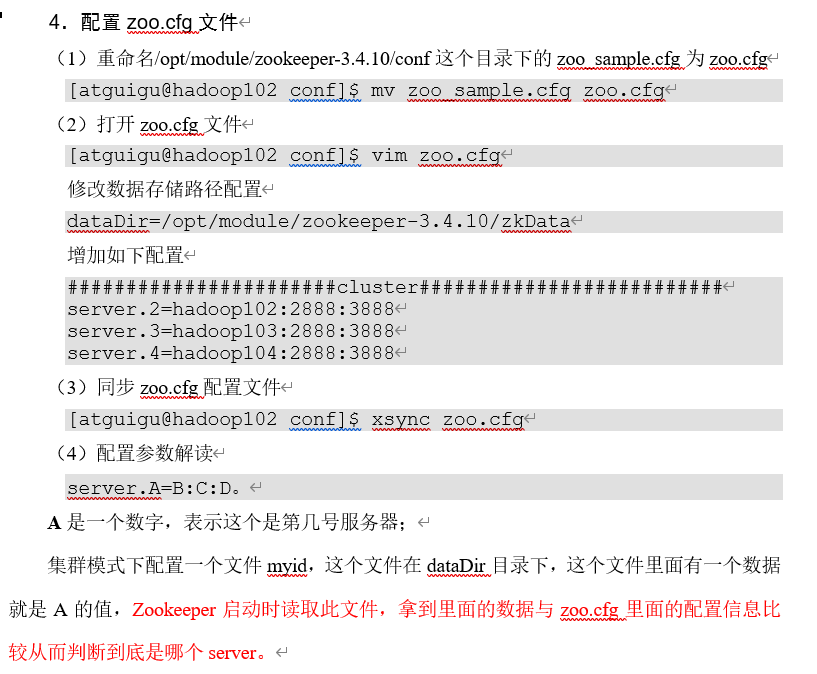 4．配置 zoo.cfg 文件
（1）重命名/opt/module/zookeeper-3.4.10/conf 这个目录下的 zoo_sample.cfg 为 zoo.cfg
[atguigu@hadoop102 conf]$ mv zoo_sample.cfg zoo.cfg
（2）打开 zoo.cfg 文件
[atguigu@hadoop102 conf]$ vim zoo.cfg
修改数据存储路径配置
dataDir=/opt/module/zookeeper-3.4.10/zkData
增加如下配置
#######################cluster##########################
server.2=hadoop102:2888:3888
server.3=hadoop103:2888:3888
server.4=hadoop104:2888:3888
（3）同步 zoo.cfg 配置文件
[atguigu@hadoop102 conf]$ xsync zoo.cfg
（4）配置参数解读
server.A=B:C:D。
A 是一个数字，表示这个是第几号服务器；
集群模式下配置一个文件 myid，这个文件在 dataDir 目录下，这个文件里面有一个数据
就是 A 的值，Zookeeper 启动时读取此文件，拿到里面的数据与 zoo.cfg 里面的配置信息比
较从而判断到底是哪个 server。